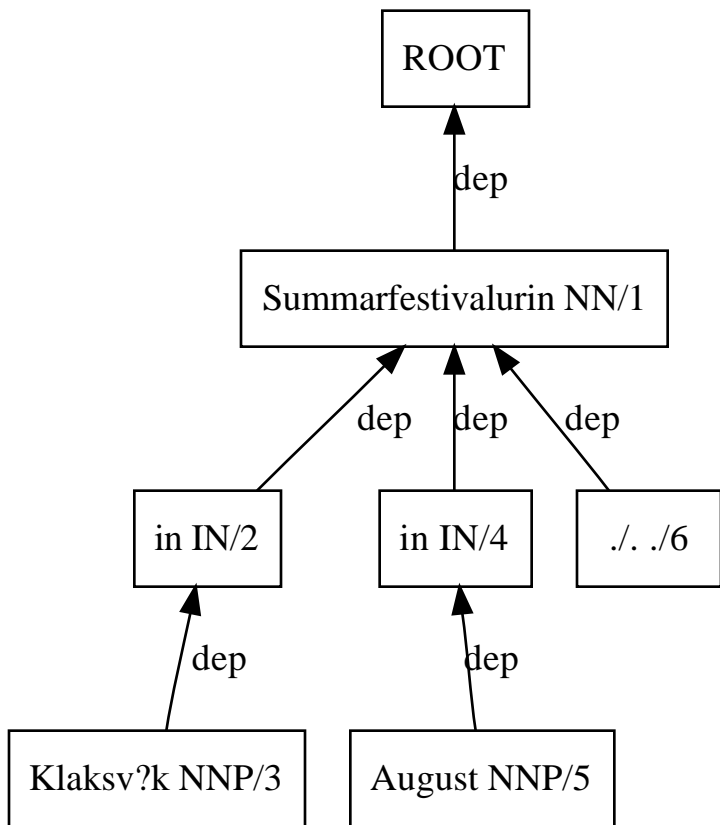 ROOT
dep
Summarfestivalurin NN/1
dep dep dep
in IN/2 in IN/4 ./. ./6
dep dep
Klaksv?k NNP/3 August NNP/5